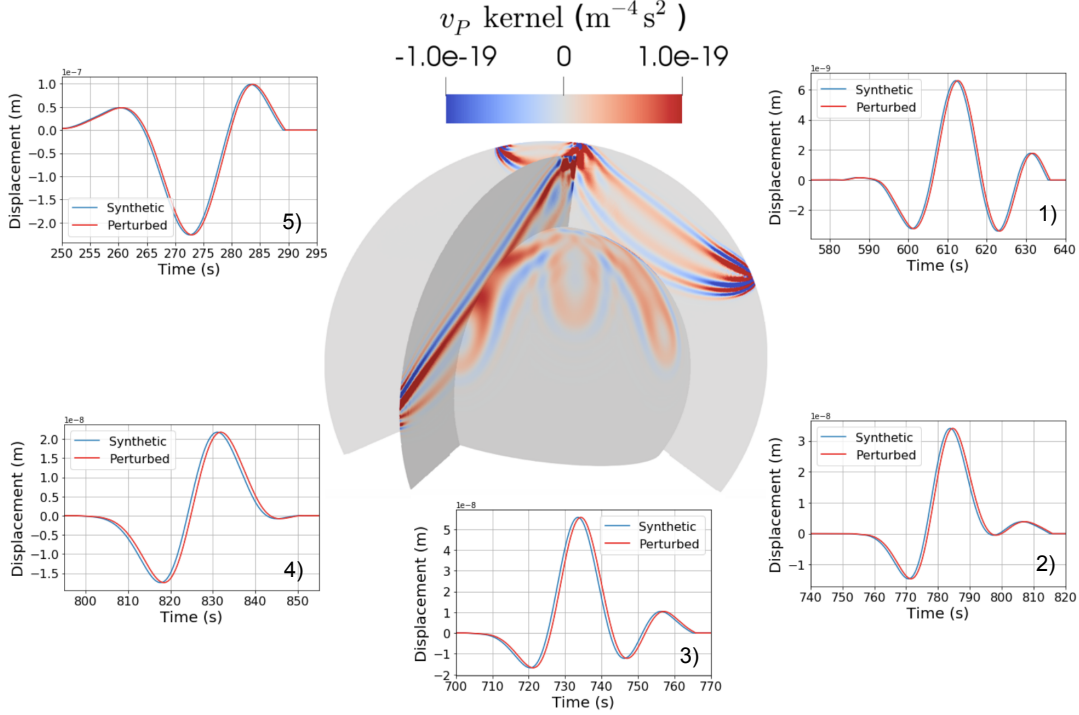 v_P kernel (m⁻⁴ s²)
-1.0e-19 0 1.0e-19
1e-7
Displacement (m)
1.0
0.5
0.0
−0.5
−1.0
−1.5
−2.0
Synthetic
Perturbed
5)
250 255 260 265 270 275 280 285 290 295
Time (s)
1e-9
Displacement (m)
6
4
2
0
−2
Synthetic
Perturbed
1)
580 590 600 610 620 630 640
Time (s)
1e-8
Displacement (m)
2.0
1.5
1.0
0.5
0.0
−0.5
−1.0
−1.5
Synthetic
Perturbed
4)
800 810 820 830 840 850
Time (s)
1e-8
Displacement (m)
3
2
1
0
−1
Synthetic
Perturbed
2)
740 750 760 770 780 790 800 810 820
Time (s)
1e-8
Displacement (m)
5
4
3
2
1
0
−1
−2
Synthetic
Perturbed
3)
700 710 720 730 740 750 760 770
Time (s)